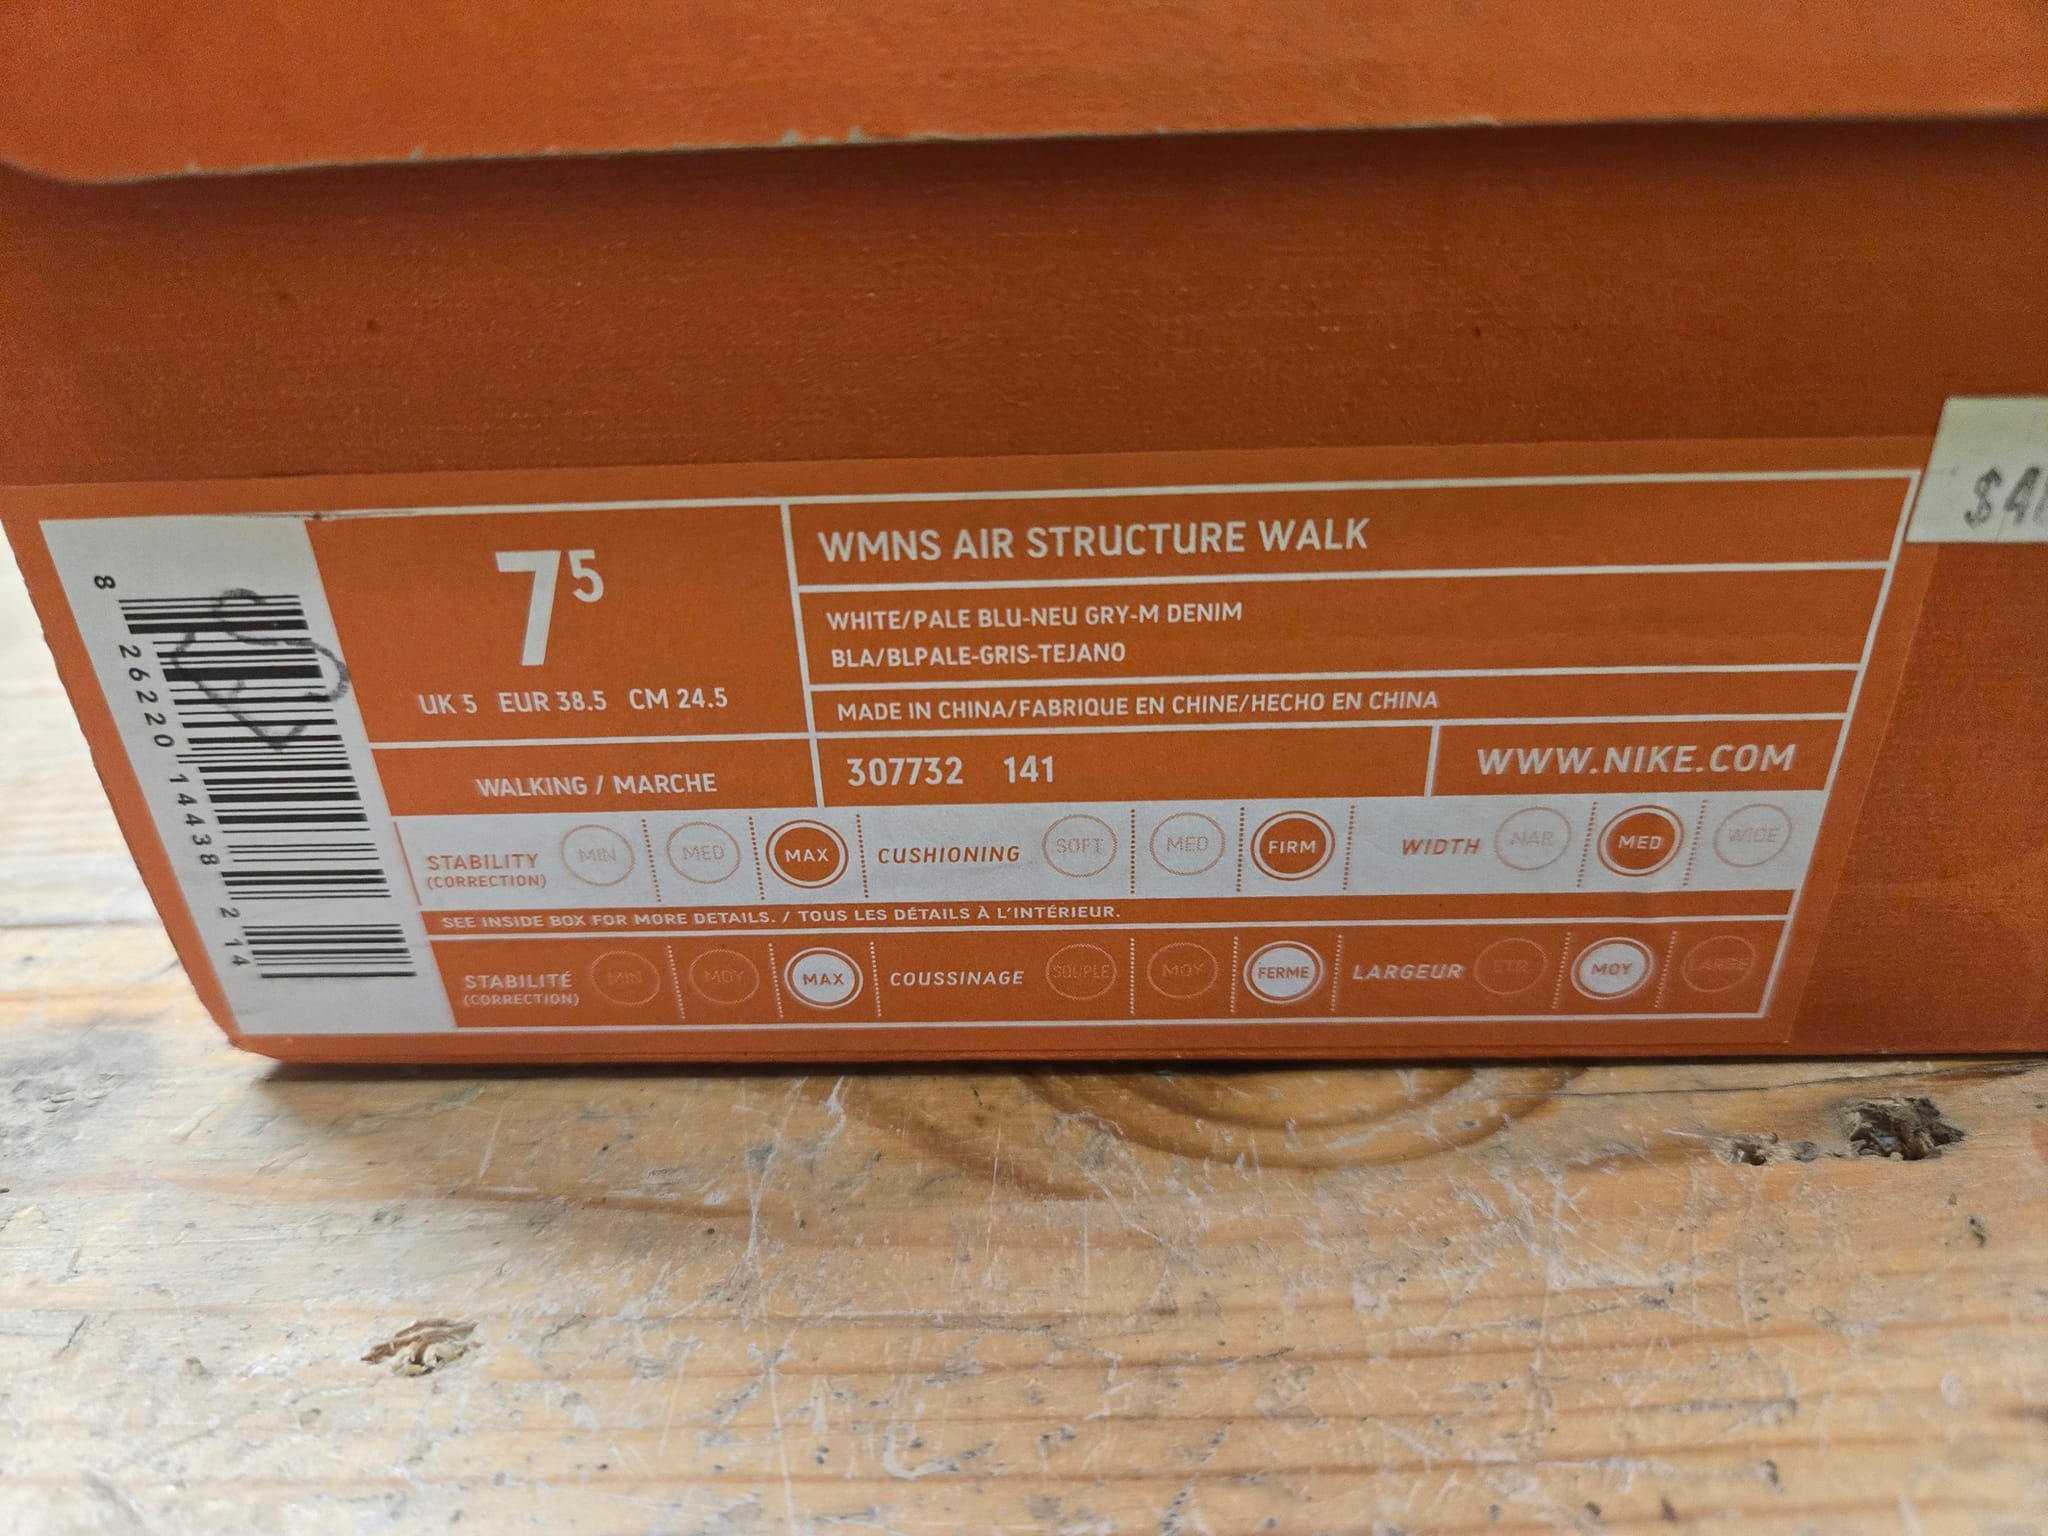 8 26220 14438 2 14
7 5
UK 5 EUR 38.5 CM 24.5
WALKING / MARCHE
WMNS AIR STRUCTURE WALK
WHITE/PALE BLU-NEU GRY-M DENIM
BLA/BLPALE-GRIS-TEJANO
MADE IN CHINA/FABRIQUE EN CHINE/HECHO EN CHINA
307732 141
WWW.NIKE.COM
STABILITY MIN MED MAX CUSHIONING SOFT MED FIRM WIDTH NAR MED WIDE
(CORRECTION)
SEE INSIDE BOX FOR MORE DETAILS. / TOUS LES DÉTAILS À L'INTÉRIEUR.
STABILITÉ MIN MOY MAX COUSSINAGE SOUPLE MOY FERME LARGEUR ETR MOY LARGE
(CORRECTION)